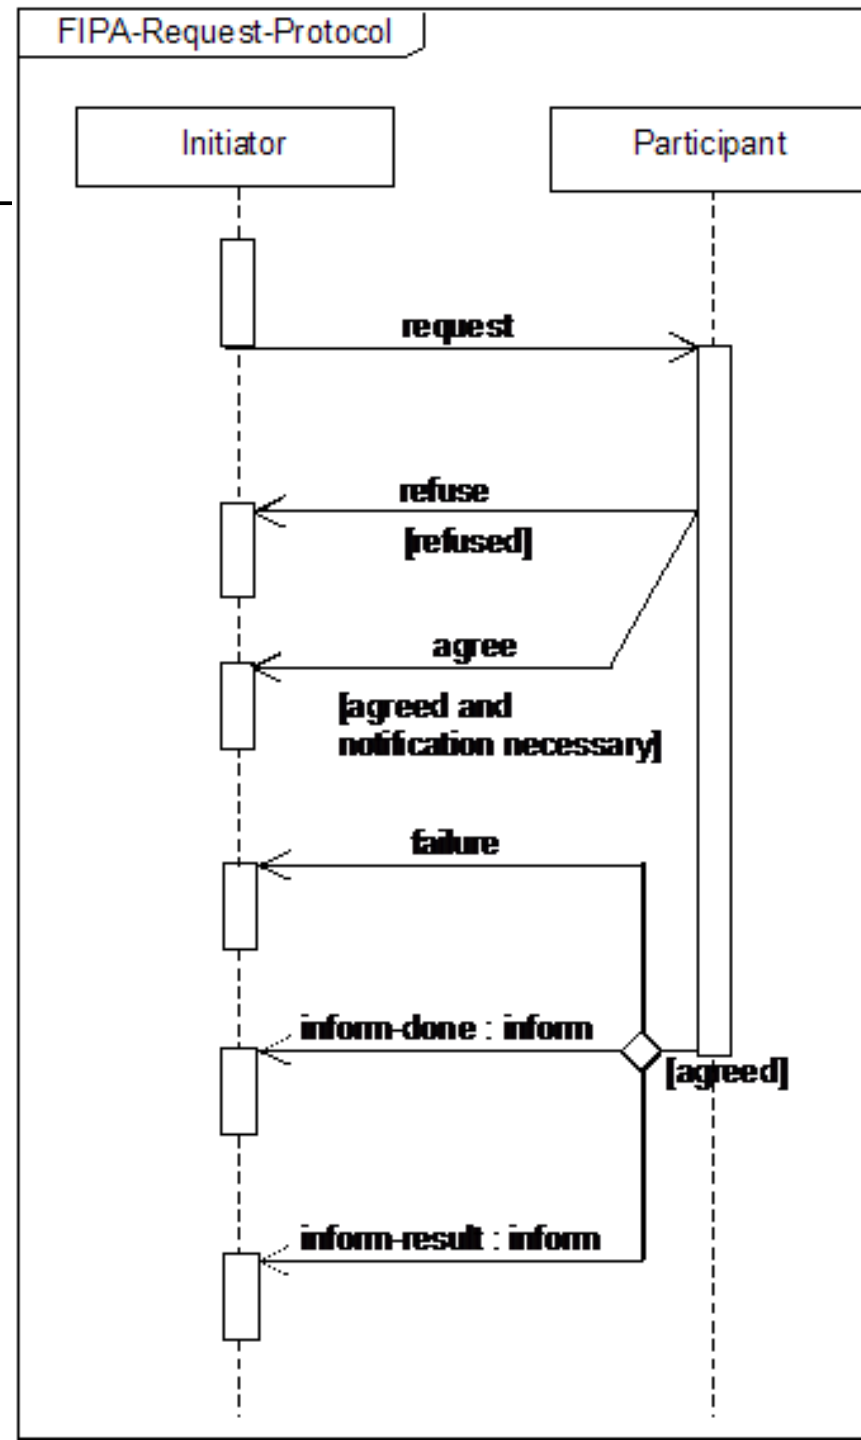 FIPA-Request-Protocol
Initiator
Participant
request
refuse
[refused]
agree
[agreed and
notification necessary]
failure
inform-done : inform
[agreed]
inform-result : inform